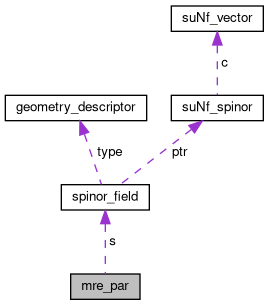 suNf_vector
c
geometry_descriptor
suNf_spinor
type
ptr
spinor_field
s
mre_par